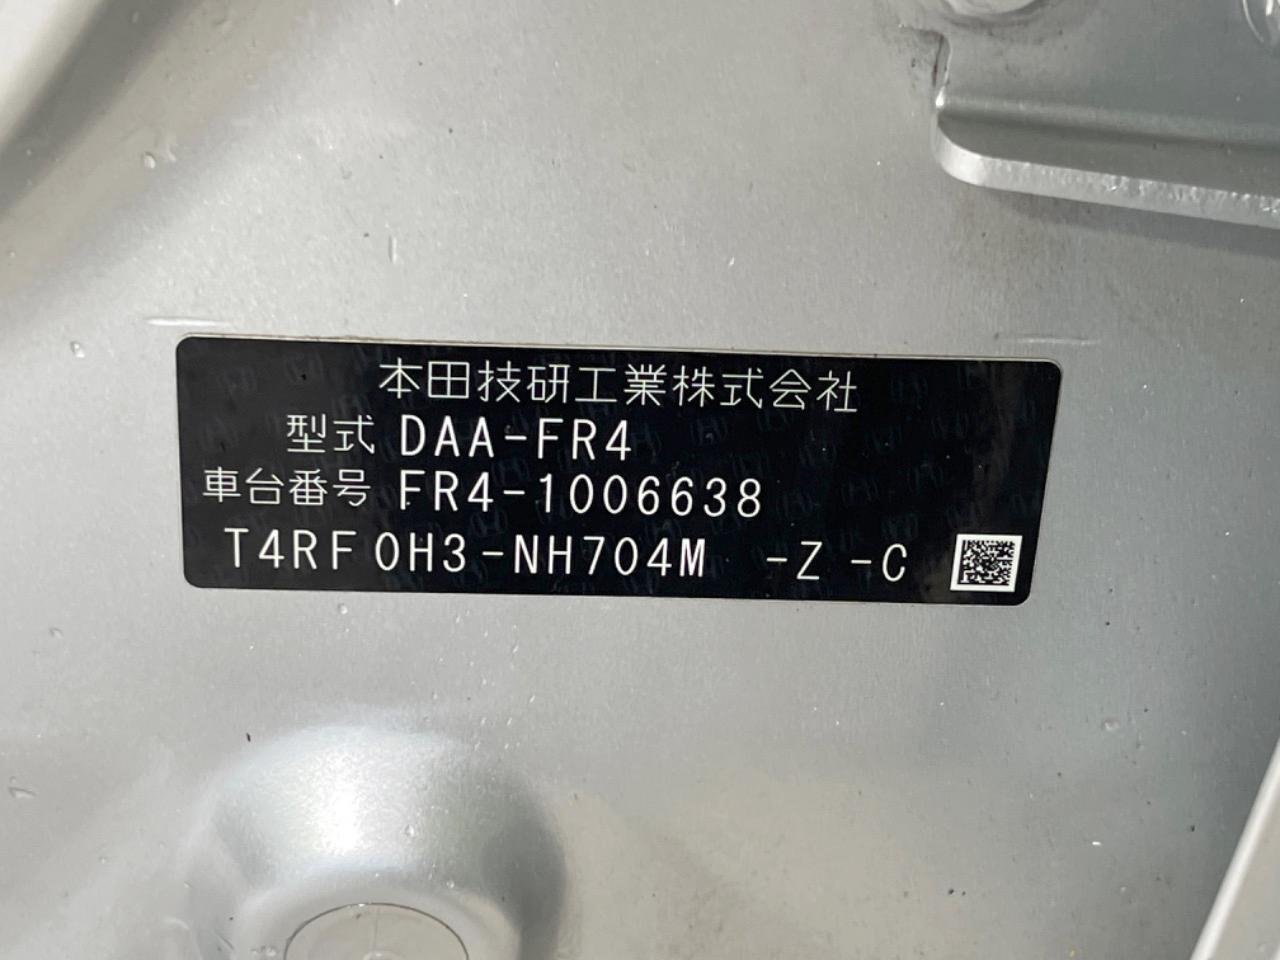 本田技研工業株式会社
型式 DAA-FR4
車台番号 FR4-1006638
T4RF0H3-NH704M -Z -C